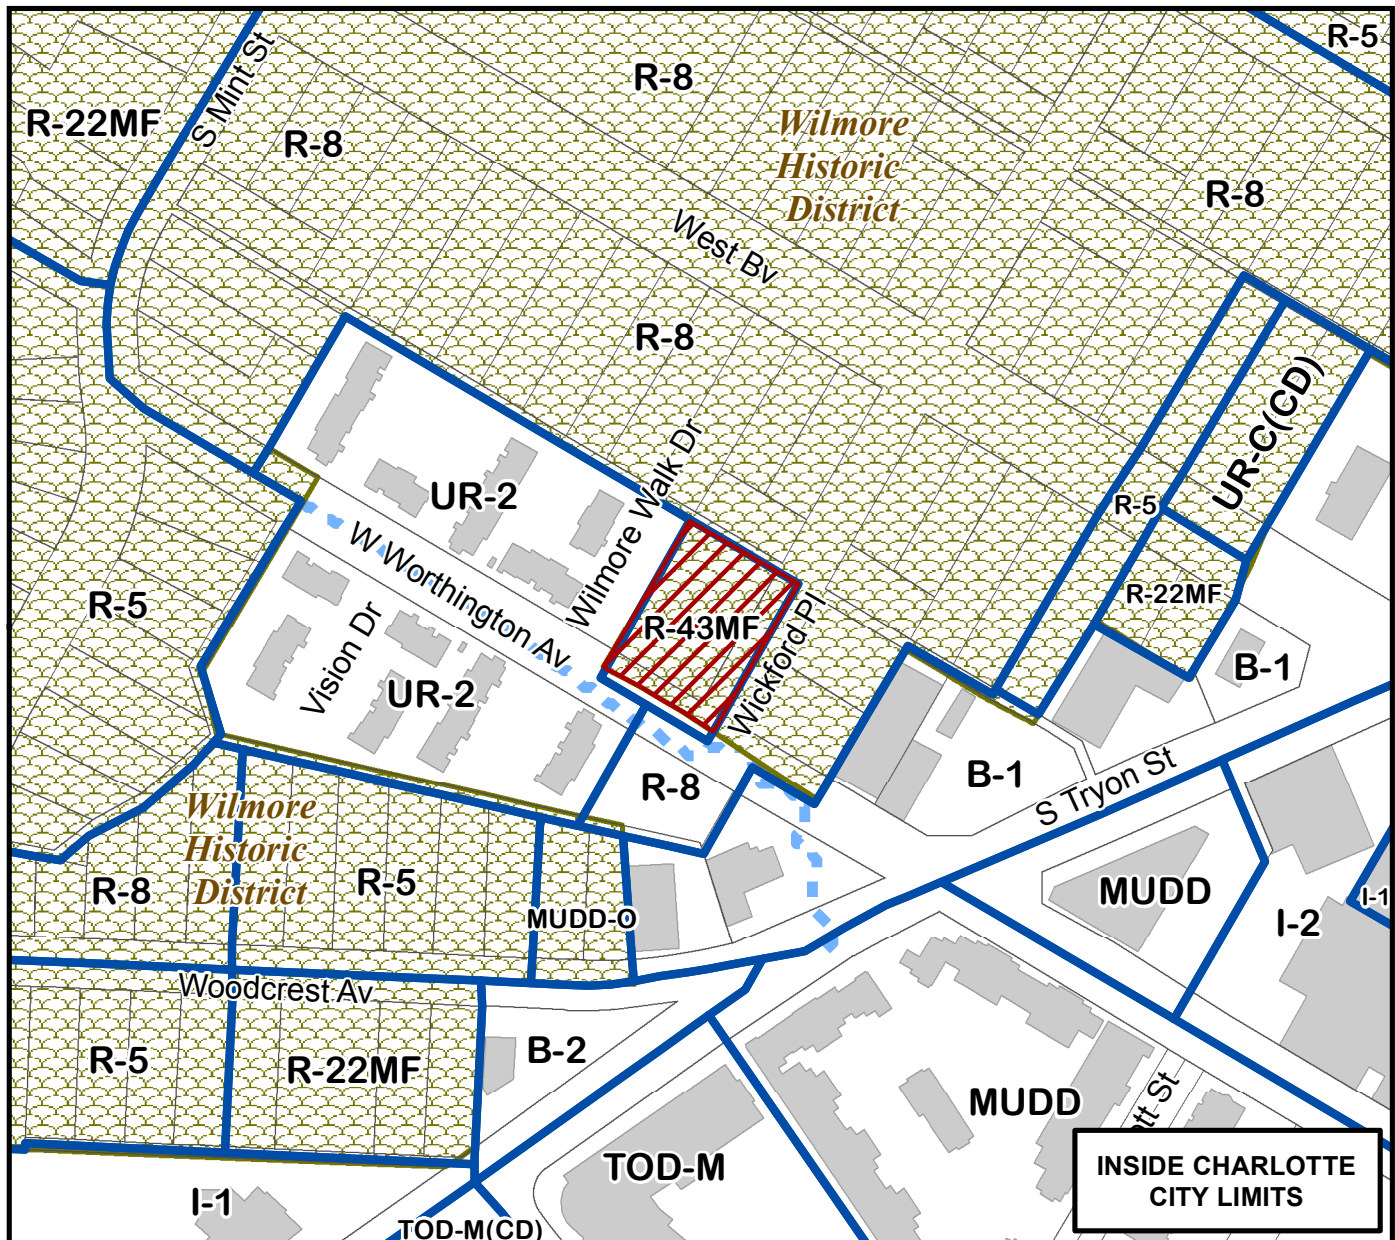 R-5
S Mint St
R-22MF
R-8
R-8
Wilmore
Historic
District
R-8
West Bv
R-8
UR-C(CD)
Wilmore Walk Dr
UR-2
R-5
W Worthington Av
R-5
R-22MF
R-43MF
Wickford Pl
Vision Dr
UR-2
B-1
B-1
R-8
S Tryon St
Wilmore
Historic
District
R-8
R-5
MUDD-O
MUDD
I-2
I-1
Woodcrest Av
R-5
R-22MF
B-2
MUDD
ott St
TOD-M
I-1
TOD-M(CD)
INSIDE CHARLOTTE
CITY LIMITS